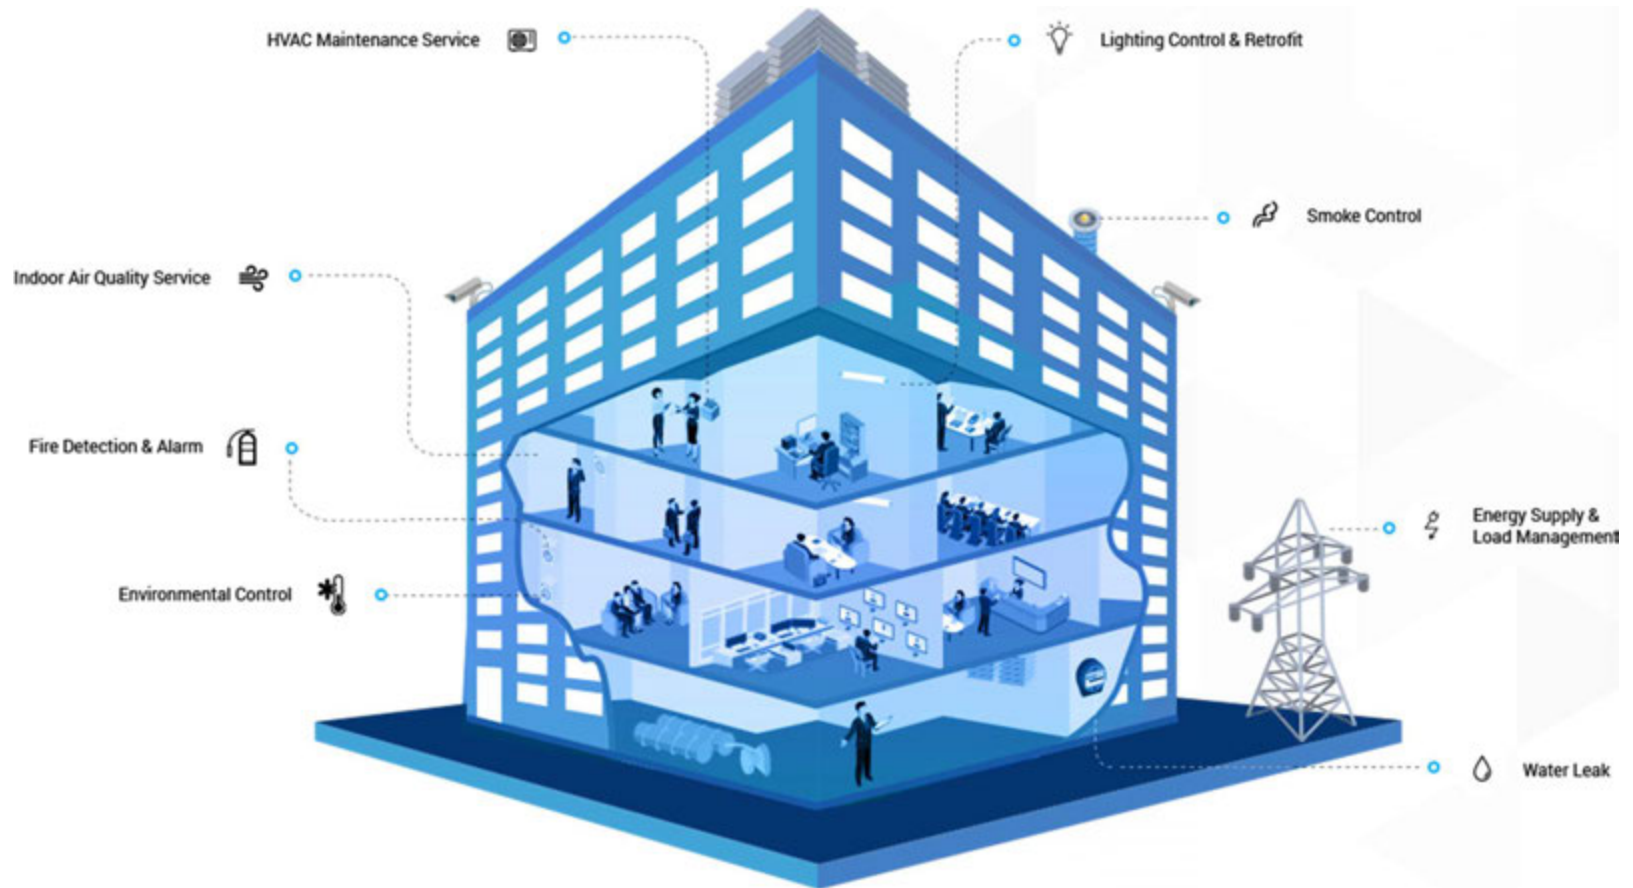 HVAC Maintenance Service
Lighting Control & Retrofit
Smoke Control
Indoor Air Quality Service
Fire Detection & Alarm
Energy Supply &
Load Management
Environmental Control
Water Leak